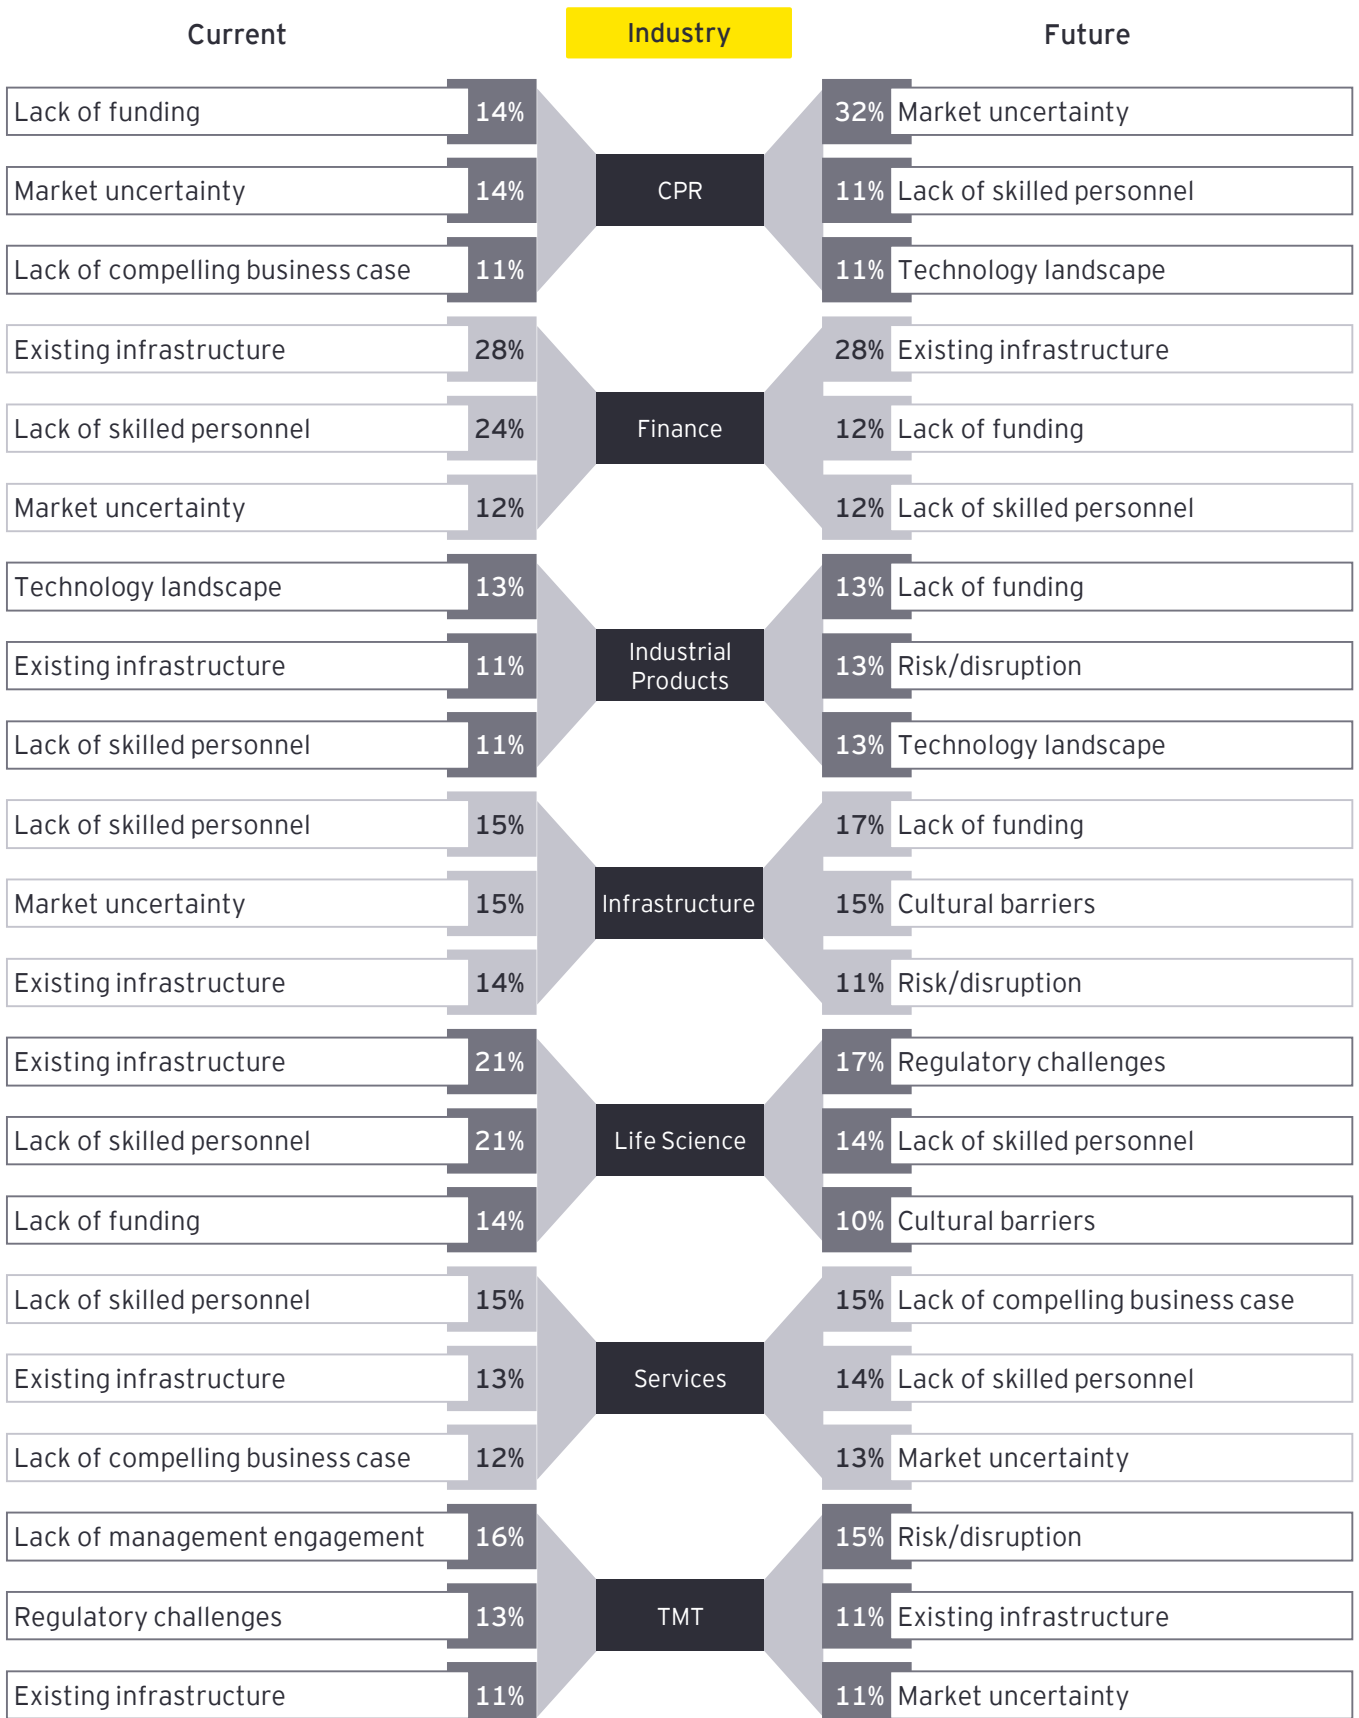 Current Industry Future
Lack of funding 14% 32% Market uncertainty
Market uncertainty 14% CPR 11% Lack of skilled personnel
Lack of compelling business case 11% 11% Technology landscape
Existing infrastructure 28% 28% Existing infrastructure
Lack of skilled personnel 24% Finance 12% Lack of funding
Market uncertainty 12% 12% Lack of skilled personnel
Technology landscape 13% 13% Lack of funding
Existing infrastructure 11% Industrial Products 13% Risk/disruption
Lack of skilled personnel 11% 13% Technology landscape
Lack of skilled personnel 15% 17% Lack of funding
Market uncertainty 15% Infrastructure 15% Cultural barriers
Existing infrastructure 14% 11% Risk/disruption
Existing infrastructure 21% 17% Regulatory challenges
Lack of skilled personnel 21% Life Science 14% Lack of skilled personnel
Lack of funding 14% 10% Cultural barriers
Lack of skilled personnel 15% 15% Lack of compelling business case
Existing infrastructure 13% Services 14% Lack of skilled personnel
Lack of compelling business case 12% 13% Market uncertainty
Lack of management engagement 16% 15% Risk/disruption
Regulatory challenges 13% TMT 11% Existing infrastructure
Existing infrastructure 11% 11% Market uncertainty